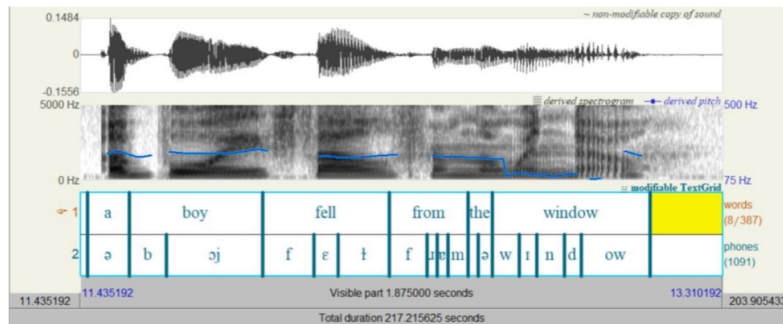 0.1484
~ non-modifiable copy of sound
0
-0.1556
5000 Hz
derived spectrogram
derived pitch
500 Hz
0 Hz
75 Hz
modifiable TextGrid
1
a boy fell from the window
words
(8/387)
2
ə b ɔj f ɛ ɫ f ɹ ɐ m ə w ɪ n d ow
phones
(1091)
11.435192
11.435192
Visible part 1.875000 seconds
13.310192
203.905433
Total duration 217.215625 seconds